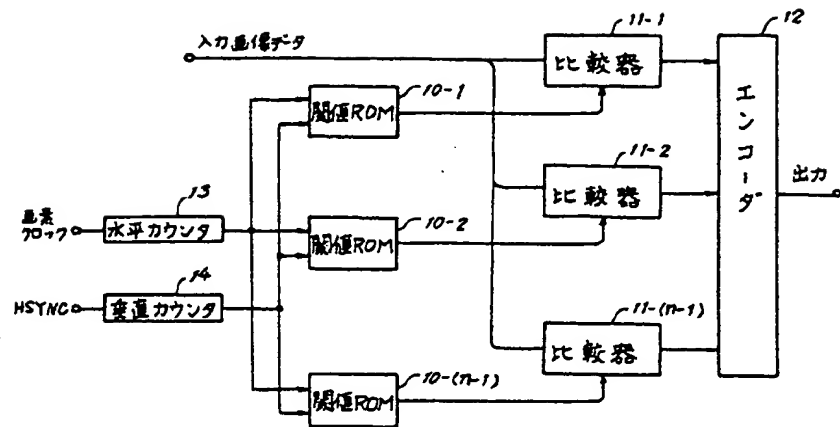 入力画像データ
11-1
12
比較器
10-1
閾値ROM
11-2
エンコーダ
比較器
出力
画素
クロック
13
水平カウンタ
10-2
閾値ROM
14
HSYNC
垂直カウンタ
11-(n-1)
比較器
10-(n-1)
閾値ROM